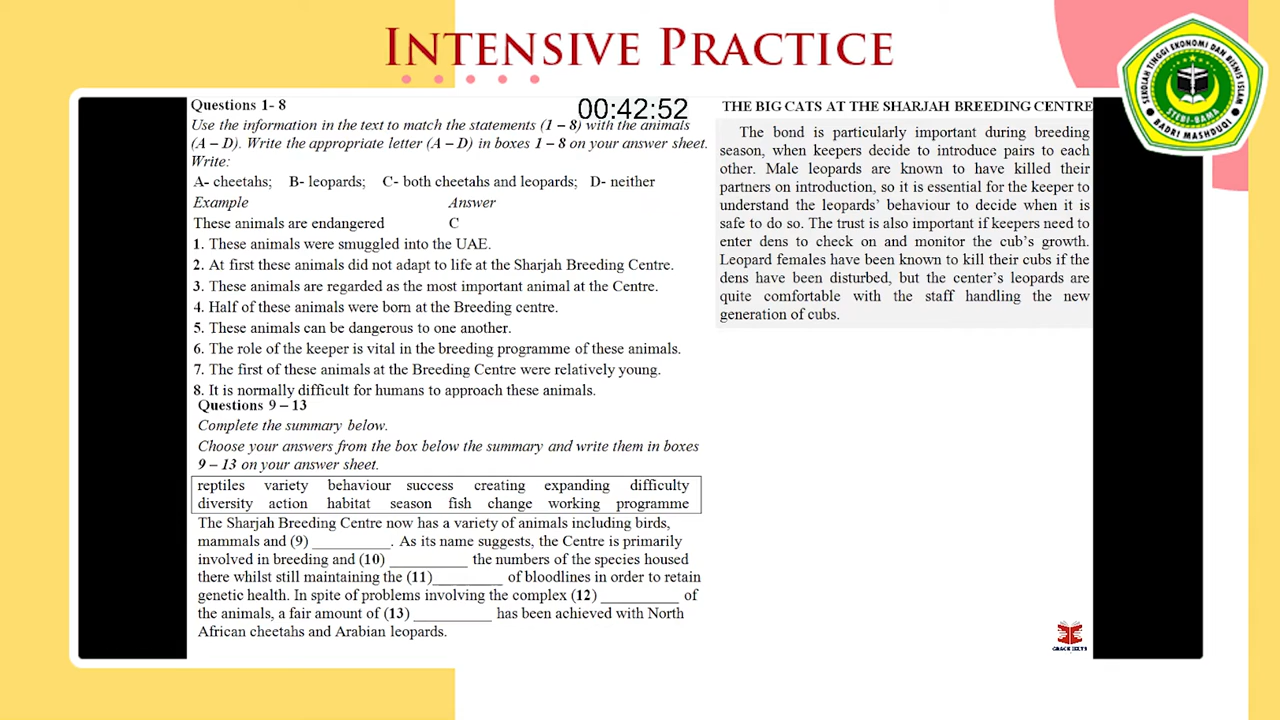 INTENSIVE PRACTICE
Questions 1- 8
00:42:52
Use the information in the text to match the statements (1 – 8) with the animals
(A – D). Write the appropriate letter (A – D) in boxes 1 – 8 on your answer sheet.
Write:
A- cheetahs; B- leopards; C- both cheetahs and leopards; D- neither
Example Answer
These animals are endangered C
1. These animals were smuggled into the UAE.
2. At first these animals did not adapt to life at the Sharjah Breeding Centre.
3. These animals are regarded as the most important animal at the Centre.
4. Half of these animals were born at the Breeding centre.
5. These animals can be dangerous to one another.
6. The role of the keeper is vital in the breeding programme of these animals.
7. The first of these animals at the Breeding Centre were relatively young.
8. It is normally difficult for humans to approach these animals.
Questions 9 – 13
Complete the summary below.
Choose your answers from the box below the summary and write them in boxes
9 – 13 on your answer sheet.
reptiles variety behaviour success creating expanding difficulty
diversity action habitat season fish change working programme
The Sharjah Breeding Centre now has a variety of animals including birds,
mammals and (9) __________. As its name suggests, the Centre is primarily
involved in breeding and (10) __________ the numbers of the species housed
there whilst still maintaining the (11)_________ of bloodlines in order to retain
genetic health. In spite of problems involving the complex (12) __________ of
the animals, a fair amount of (13) __________ has been achieved with North
African cheetahs and Arabian leopards.
THE BIG CATS AT THE SHARJAH BREEDING CENTRE
The bond is particularly important during breeding
season, when keepers decide to introduce pairs to each
other. Male leopards are known to have killed their
partners on introduction, so it is essential for the keeper to
understand the leopards' behaviour to decide when it is
safe to do so. The trust is also important if keepers need to
enter dens to check on and monitor the cub's growth.
Leopard females have been known to kill their cubs if the
dens have been disturbed, but the center's leopards are
quite comfortable with the staff handling the new
generation of cubs.
SEKOLAH TINGGI EKONOMI DAN BISNIS ISLAM
STEBI-BAMA
BADRI MASHDUQI
CRACK IELTS